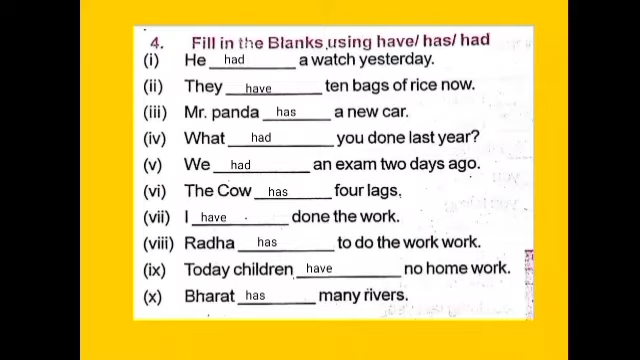 4. Fill in the Blanks using have/ has/ had
(i) He had a watch yesterday.
(ii) They have ten bags of rice now.
(iii) Mr. panda has a new car.
(iv) What had you done last year?
(v) We had an exam two days ago.
(vi) The Cow has four lags.
(vii) I have done the work.
(viii) Radha has to do the work work.
(ix) Today children have no home work.
(x) Bharat has many rivers.